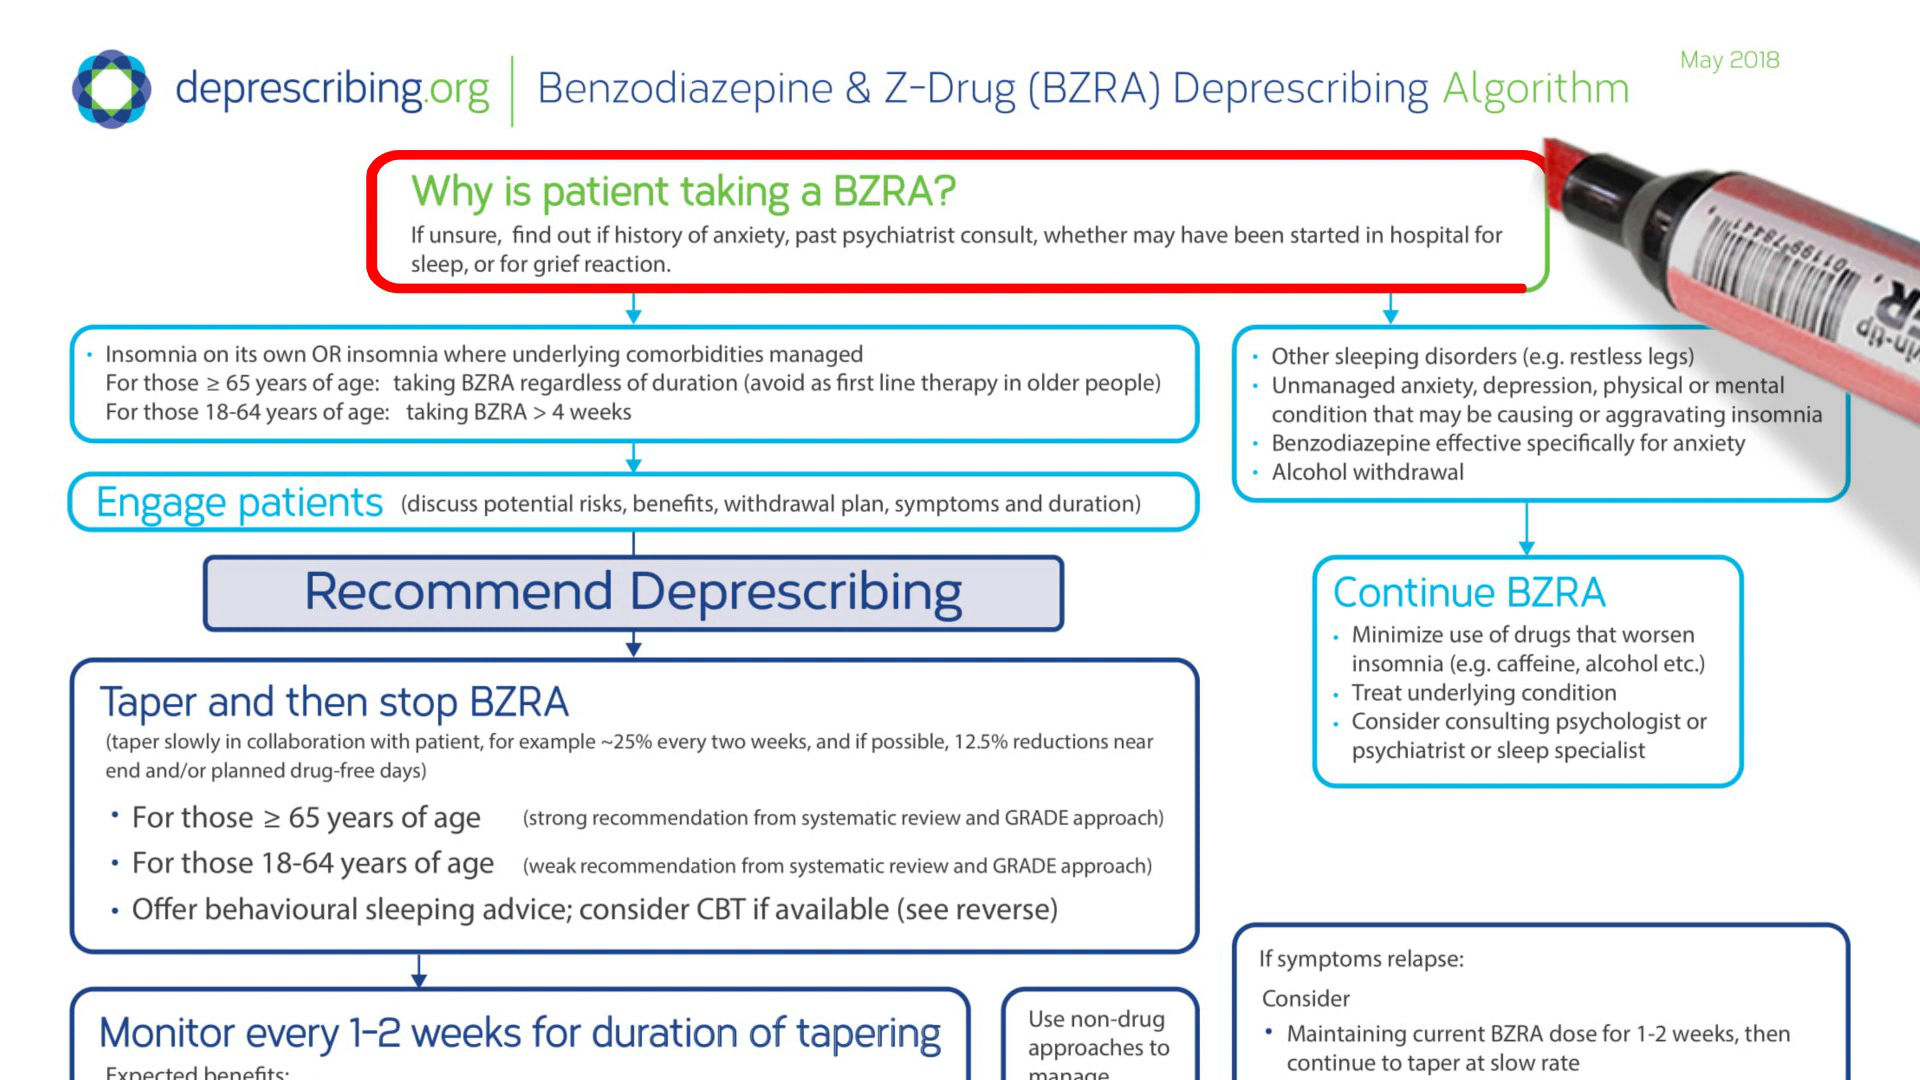 deprescribing.org
Benzodiazepine & Z-Drug (BZRA) Deprescribing Algorithm
May 2018
Why is patient taking a BZRA?
If unsure, find out if history of anxiety, past psychiatrist consult, whether may have been started in hospital for
sleep, or for grief reaction.
• Insomnia on its own OR insomnia where underlying comorbidities managed
For those ≥ 65 years of age: taking BZRA regardless of duration (avoid as first line therapy in older people)
For those 18-64 years of age: taking BZRA > 4 weeks
• Other sleeping disorders (e.g. restless legs)
• Unmanaged anxiety, depression, physical or mental
condition that may be causing or aggravating insomnia
• Benzodiazepine effective specifically for anxiety
• Alcohol withdrawal
Engage patients (discuss potential risks, benefits, withdrawal plan, symptoms and duration)
Recommend Deprescribing
Continue BZRA
• Minimize use of drugs that worsen
insomnia (e.g. caffeine, alcohol etc.)
• Treat underlying condition
• Consider consulting psychologist or
psychiatrist or sleep specialist
Taper and then stop BZRA
(taper slowly in collaboration with patient, for example ~25% every two weeks, and if possible, 12.5% reductions near
end and/or planned drug-free days)
• For those ≥ 65 years of age (strong recommendation from systematic review and GRADE approach)
• For those 18-64 years of age (weak recommendation from systematic review and GRADE approach)
• Offer behavioural sleeping advice; consider CBT if available (see reverse)
Monitor every 1-2 weeks for duration of tapering
Expected benefits:
Use non-drug
approaches to
manage
If symptoms relapse:
Consider
• Maintaining current BZRA dose for 1-2 weeks, then
continue to taper at slow rate